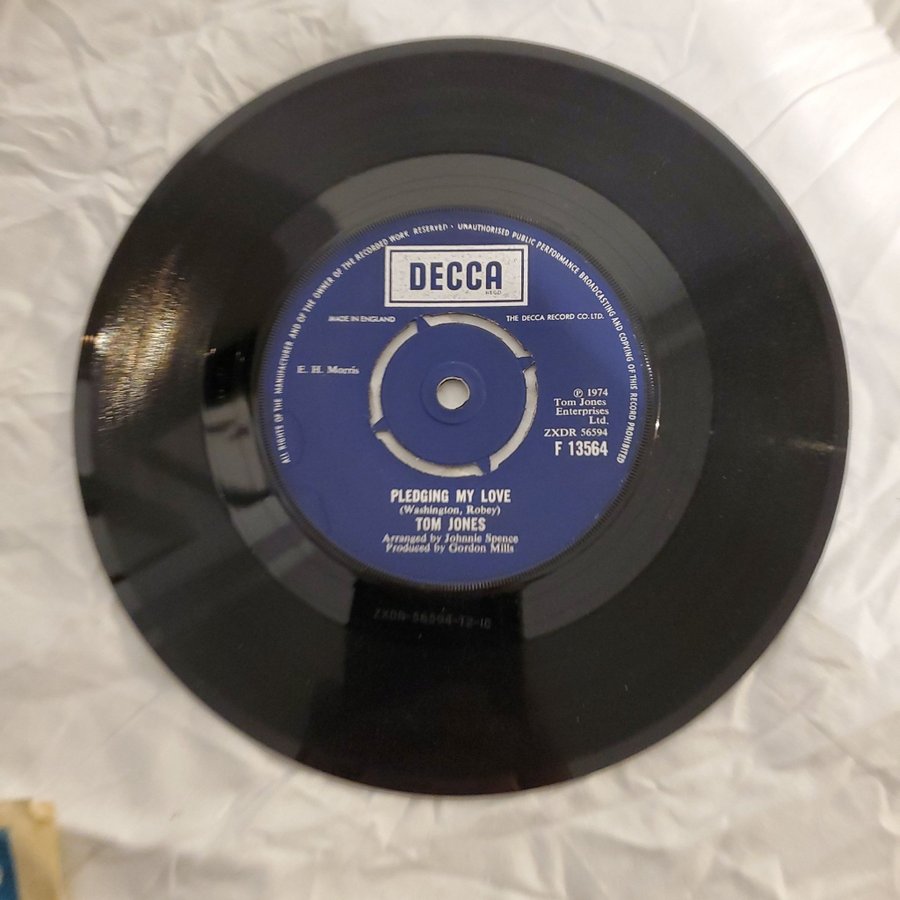 ALL RIGHTS OF THE MANUFACTURER AND OF THE OWNER OF THE RECORDED WORK RESERVED · UNAUTHORISED PUBLIC PERFORMANCE BROADCASTING AND COPYING OF THIS RECORD PROHIBITED
DECCA
REGD
MADE IN ENGLAND
THE DECCA RECORD CO. LTD.
E. H. Morris
℗ 1974
Tom Jones
Enterprises
Ltd.
ZXDR 56594
F 13564
PLEDGING MY LOVE
(Washington, Robey)
TOM JONES
Arranged by Johnnie Spence
Produced by Gordon Mills